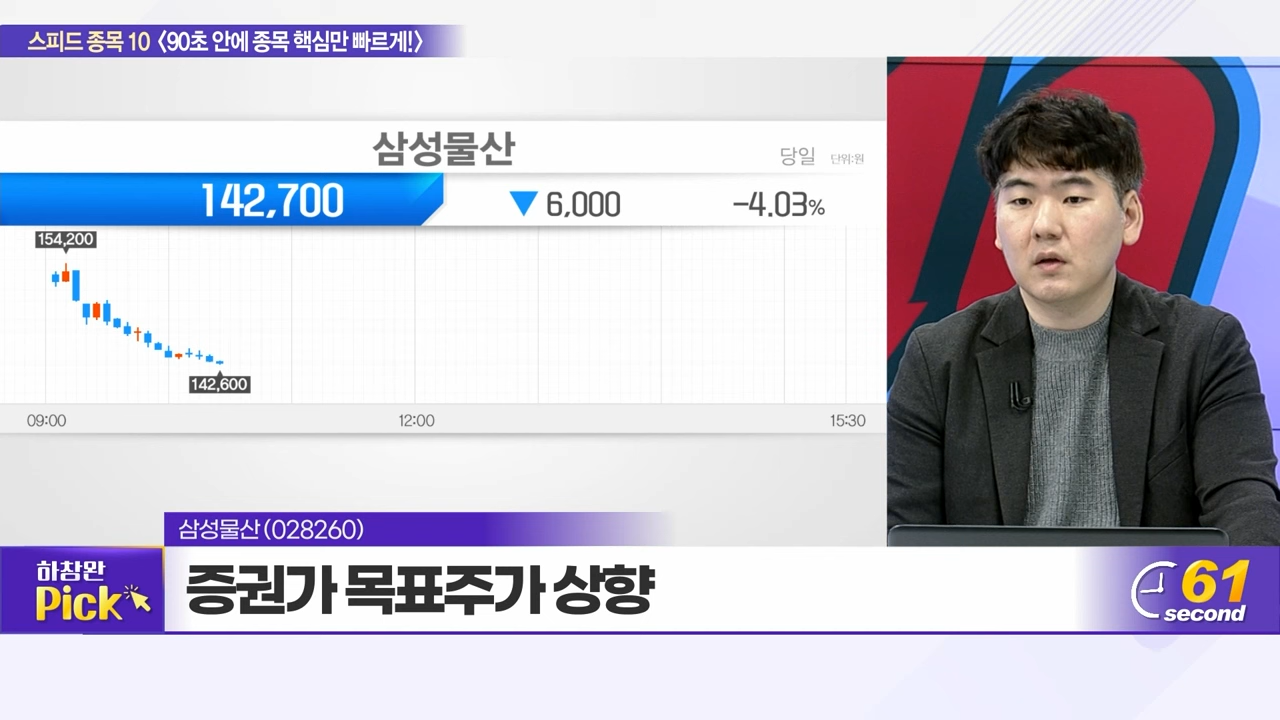 스피드 종목 10 〈90초 안에 종목 핵심만 빠르게!〉
삼성물산
당일 단위:원
142,700 ▼ 6,000 -4.03%
154,200
142,600
09:00 12:00 15:30
삼성물산 (028260)
하창완
Pick
증권가 목표주가 상향
61
second